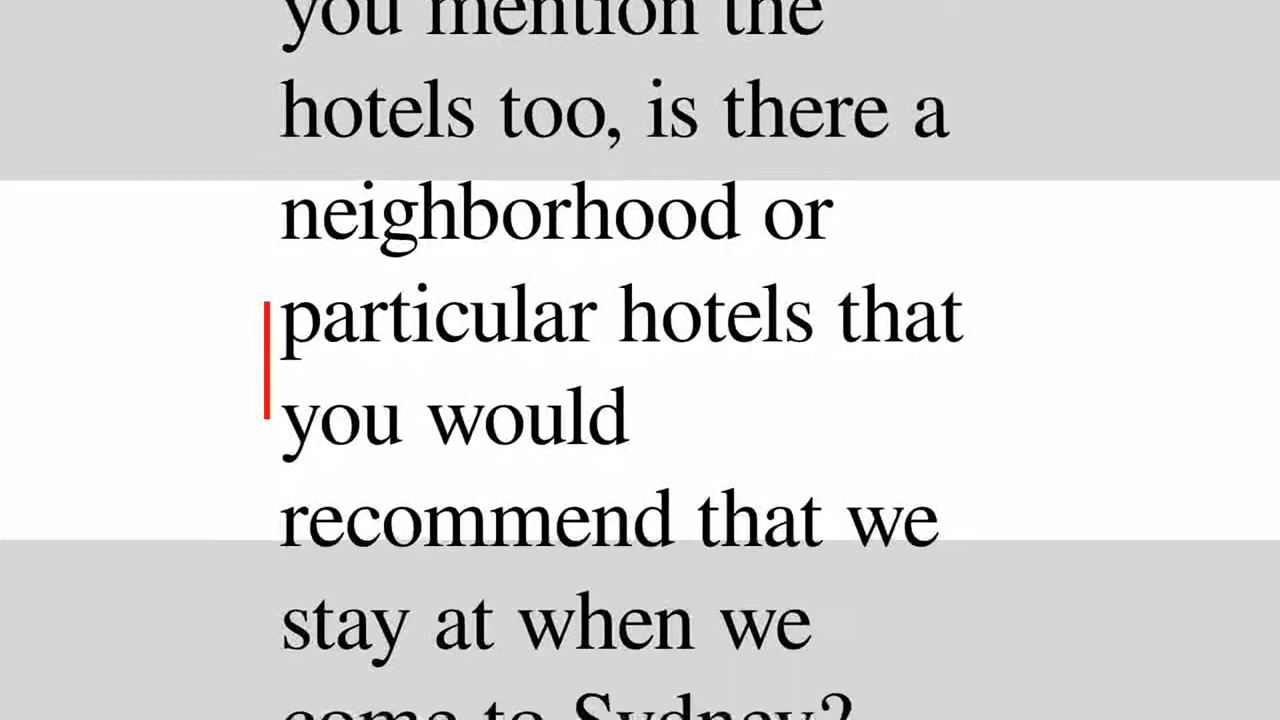 you mention the
hotels too, is there a
neighborhood or
particular hotels that
you would
recommend that we
stay at when we
come to Sydney?